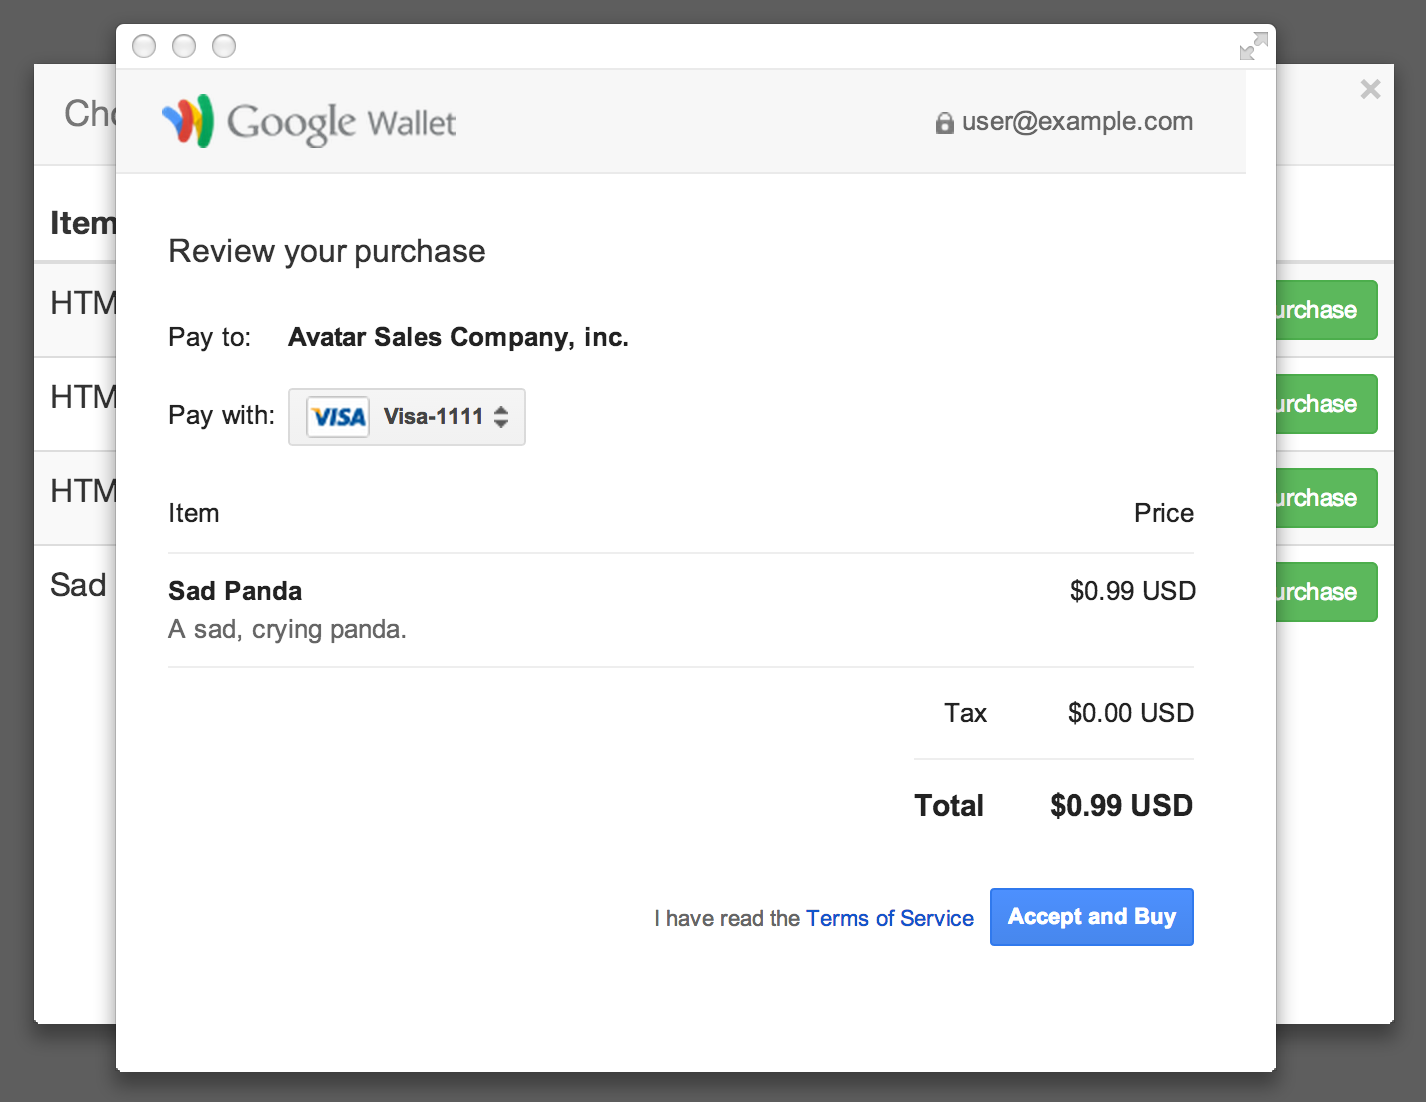 Google Wallet
user@example.com
Review your purchase
Pay to: Avatar Sales Company, inc.
Pay with: VISA Visa-1111
Item Price
Sad Panda $0.99 USD
A sad, crying panda.
Tax $0.00 USD
Total $0.99 USD
I have read the Terms of Service Accept and Buy
Item
HTM
HTM
HTM
Sad
urchase
urchase
urchase
urchase